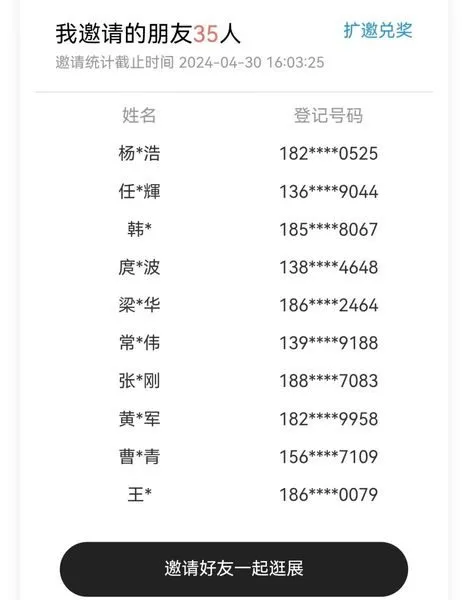 我邀请的朋友35人 扩邀兑奖
邀请统计截止时间 2024-04-30 16:03:25
姓名 登记号码
杨*浩 182****0525
任*輝 136****9044
韩* 185****8067
庹*波 138****4648
梁*华 186****2464
常*伟 139****9188
张*刚 188****7083
黄*军 182****9958
曹*青 156****7109
王* 186****0079
邀请好友一起逛展